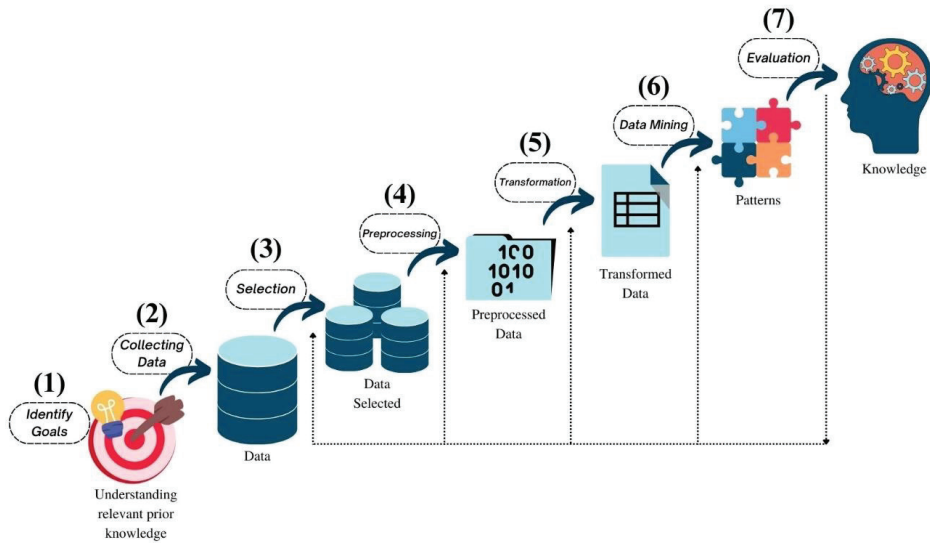 (1)
Identify
Goals
Understanding
relevant prior
knowledge
(2)
Collecting
Data
Data
(3)
Selection
Data
Selected
(4)
Preprocessing
100
1010
01
Preprocessed
Data
(5)
Transformation
Transformed
Data
(6)
Data Mining
Patterns
(7)
Evaluation
Knowledge